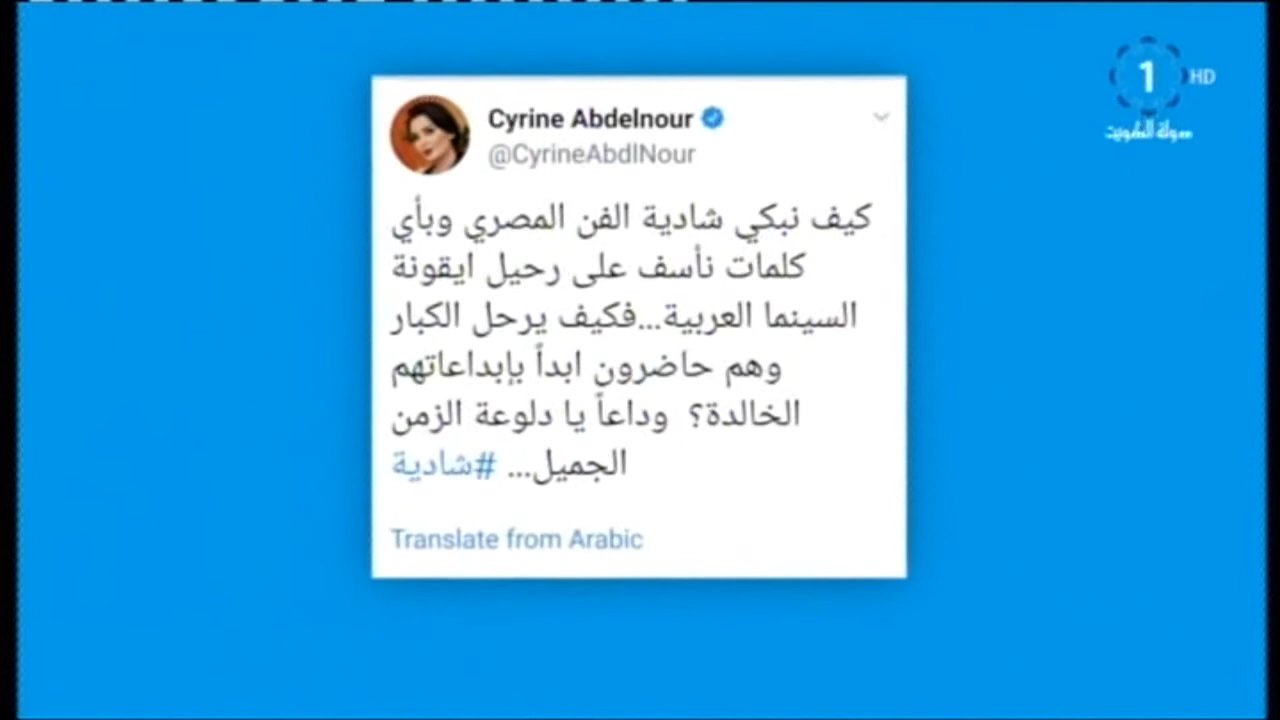 Cyrine Abdelnour
@CyrineAbdlNour
كيف نبكي شادية الفن المصري وبأي
كلمات نأسف على رحيل ايقونة
السينما العربية...فكيف يرحل الكبار
وهم حاضرون ابداً بإبداعاتهم
الخالدة؟ وداعاً يا دلوعة الزمن
الجميل... #شادية
Translate from Arabic
1 HD
دولة الكويت